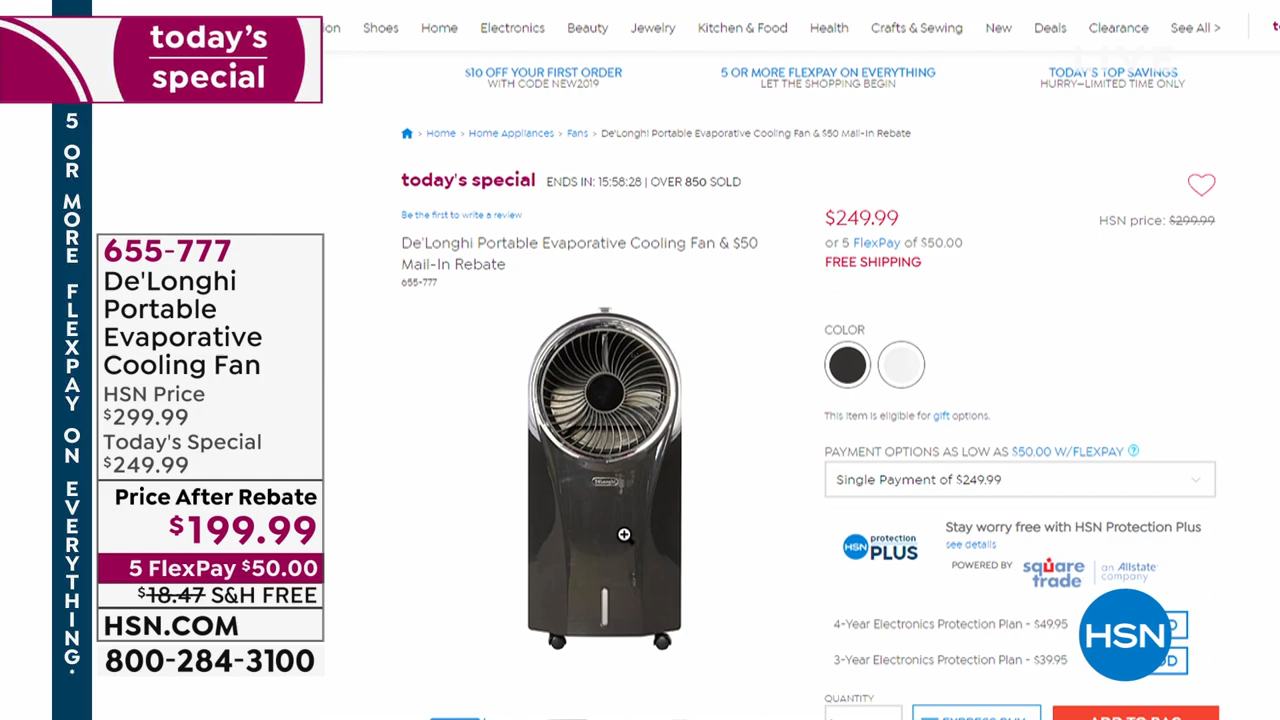 today's
special
5 OR MORE FLEXPAY ON EVERYTHING.
655-777
De'Longhi
Portable
Evaporative
Cooling Fan
HSN Price
$299.99
Today's Special
$249.99
Price After Rebate
$199.99
5 FlexPay $50.00
$18.47 S&H FREE
HSN.COM
800-284-3100
Shoes Home Electronics Beauty Jewelry Kitchen & Food Health Crafts & Sewing New Deals Clearance See All >
LIVE
$10 OFF YOUR FIRST ORDER
WITH CODE NEW2019
5 OR MORE FLEXPAY ON EVERYTHING
LET THE SHOPPING BEGIN
TODAY'S TOP SAVINGS
HURRY—LIMITED TIME ONLY
> Home > Home Appliances > Fans > De'Longhi Portable Evaporative Cooling Fan & $50 Mail-In Rebate
today's special ENDS IN: 15:58:28 | OVER 850 SOLD
Be the first to write a review
De'Longhi Portable Evaporative Cooling Fan & $50
Mail-In Rebate
655-777
DeLonghi
$249.99
HSN price: $299.99
or 5 FlexPay of $50.00
FREE SHIPPING
COLOR
This item is eligible for gift options.
PAYMENT OPTIONS AS LOW AS $50.00 W/FLEXPAY ?
Single Payment of $249.99
HSN protection PLUS
Stay worry free with HSN Protection Plus
see details
POWERED BY square trade | an Allstate company
4-Year Electronics Protection Plan - $49.95
3-Year Electronics Protection Plan - $39.95
HSN
QUANTITY
EXPRESS BUY
ADD TO BAG